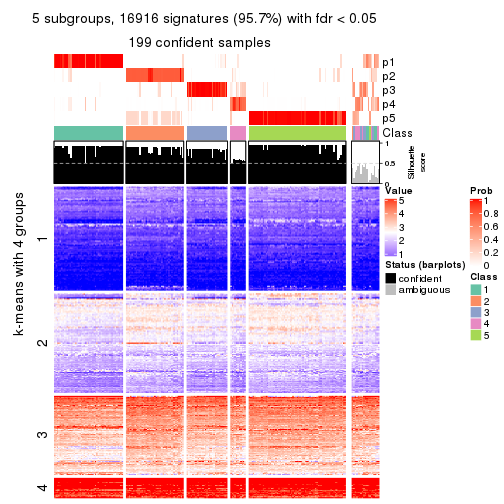 5 subgroups, 16916 signatures (95.7%) with fdr < 0.05
199 confident samples
p1
p2
p3
p4
p5
Class
1
0.5
0
Silhouette
score
k-means with 4 groups
1
2
3
4
Value
5
4
3
2
1
Status (barplots)
confident
ambiguous
Prob
1
0.8
0.6
0.4
0.2
0
Class
1
2
3
4
5